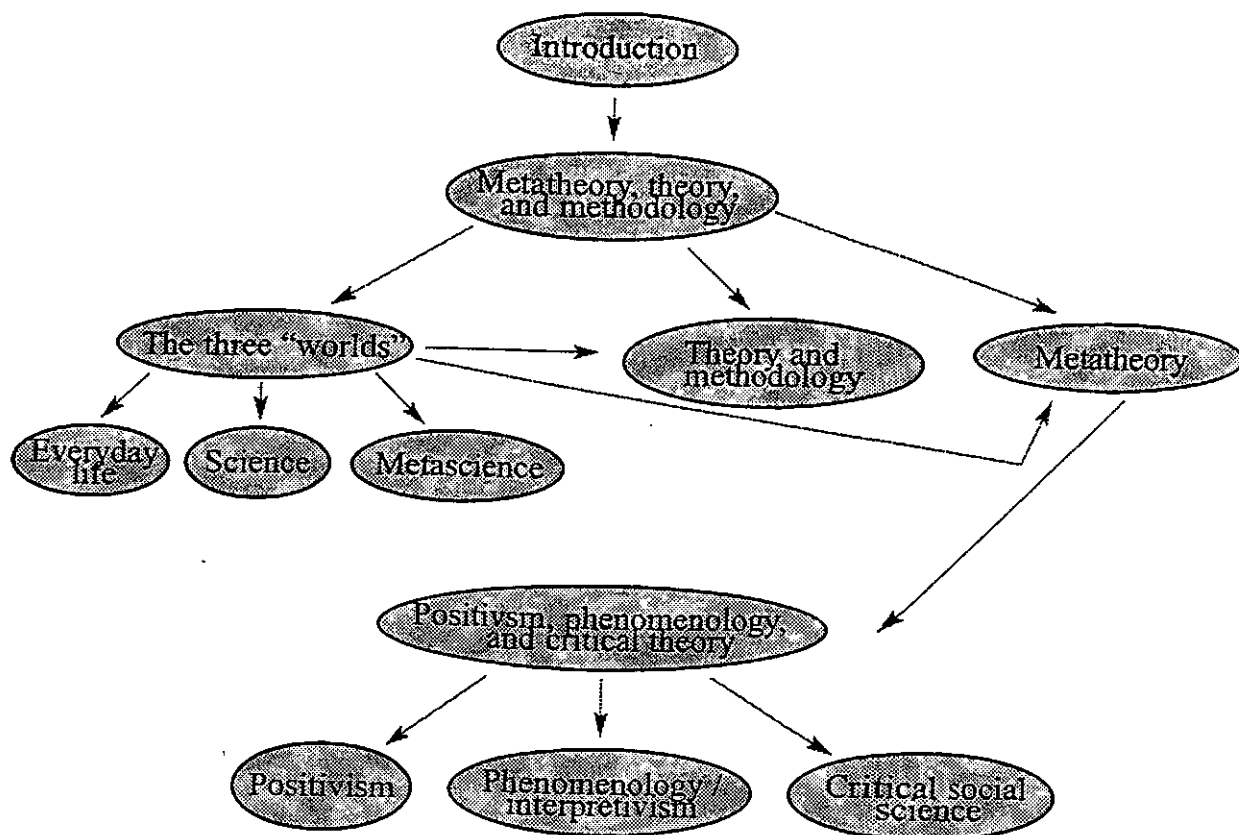 Introduction
Metatheory, theory,
and methodology
The three “worlds”
Theory and
methodology
Metatheory
Everyday
life
Science
Metascience
Positivsm, phenomenology,
and critical theory
Positivism
Phenomenology /
interpretivism
Critical social
science